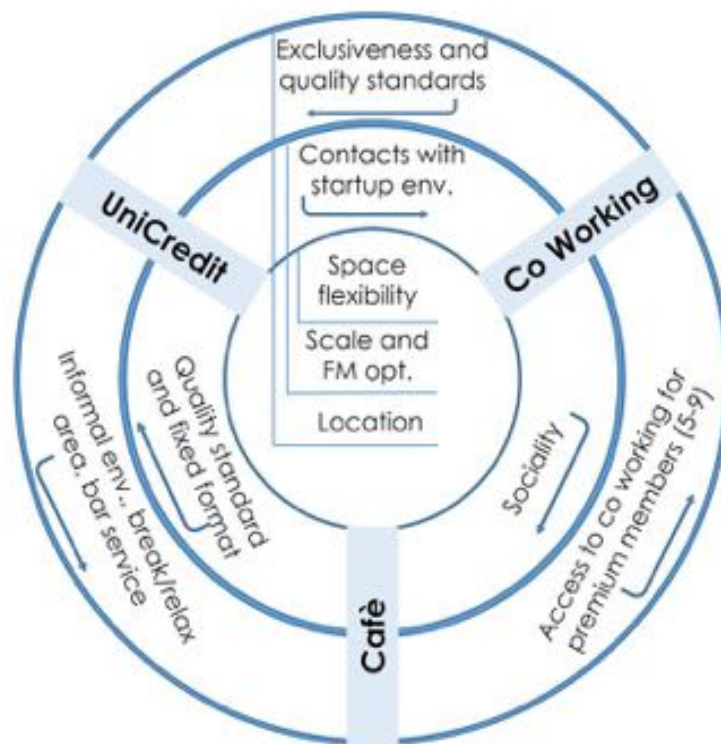 Exclusiveness and
quality standards
Contacts with
startup env.
UniCredit
Co Working
Space
flexibility
Scale and
FM opt.
Location
Quality standard
and fixed format
Informal env., break/relax
area, bar service
Sociality
Access to co working for
premium members (5-9)
Cafè